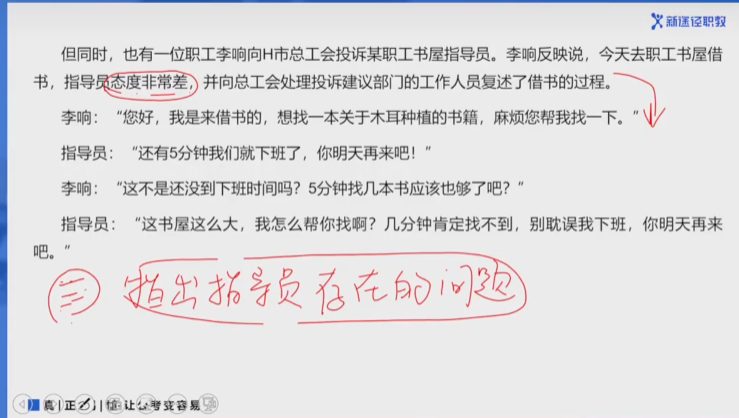 新途径职教
但同时，也有一位职工李响向H市总工会投诉某职工书屋指导员。李响反映说，今天去职工书屋借
书，指导员态度非常差，并向总工会处理投诉建议部门的工作人员复述了借书的过程。
李响：“您好，我是来借书的，想找一本关于木耳种植的书籍，麻烦您帮我找一下。”
指导员：“还有5分钟我们就下班了，你明天再来吧！”
李响：“这不是还没到下班时间吗？5分钟找几本书应该也够了吧？”
指导员：“这书屋这么大，我怎么帮你找啊？几分钟肯定找不到，别耽误我下班，你明天再来
吧。”
三 指出指导员存在的问题
真|正 |情 让公考变容易